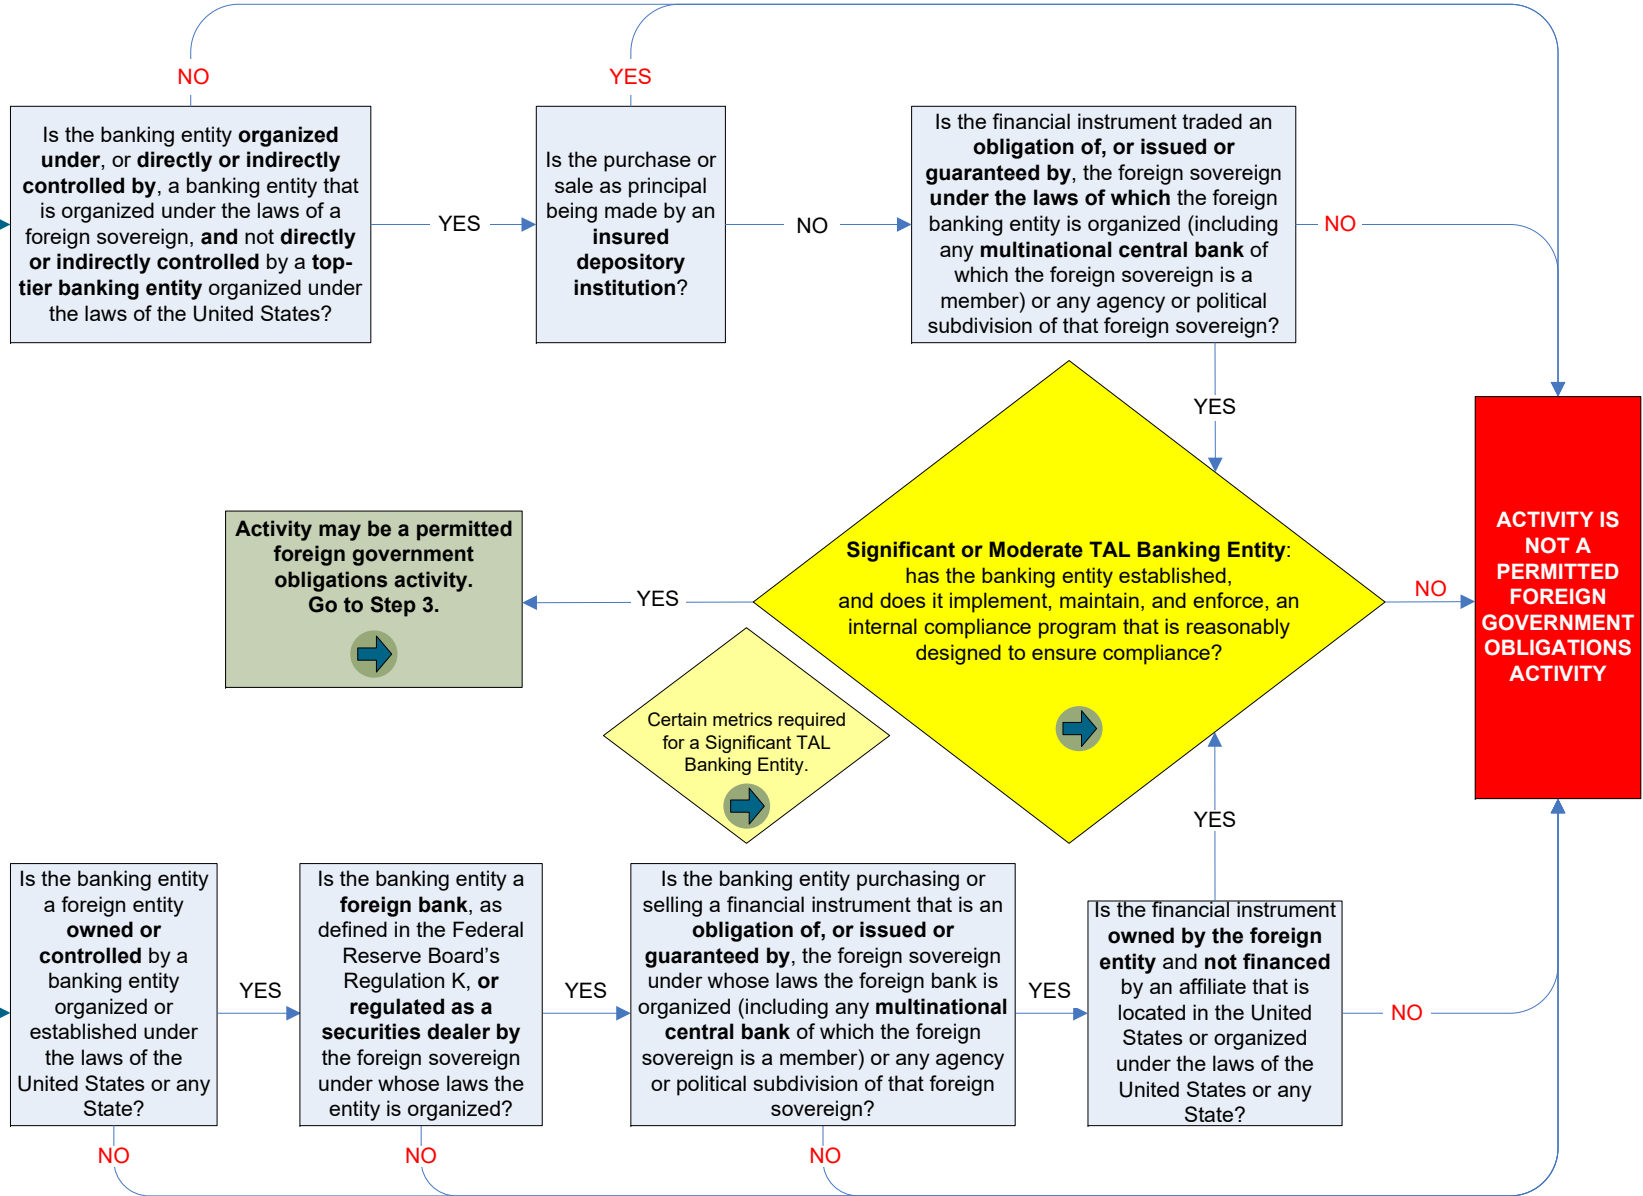 NO
YES
Is the banking entity organized
under, or directly or indirectly
controlled by, a banking entity that
is organized under the laws of a
foreign sovereign, and not directly
or indirectly controlled by a top-
tier banking entity organized under
the laws of the United States?
YES
Is the purchase or
sale as principal
being made by an
insured
depository
institution?
NO
Is the financial instrument traded an
obligation of, or issued or
guaranteed by, the foreign sovereign
under the laws of which the foreign
banking entity is organized (including
any multinational central bank of
which the foreign sovereign is a
member) or any agency or political
subdivision of that foreign sovereign?
NO
YES
Activity may be a permitted
foreign government
obligations activity.
Go to Step 3.
YES
Significant or Moderate TAL Banking Entity:
has the banking entity established,
and does it implement, maintain, and enforce, an
internal compliance program that is reasonably
designed to ensure compliance?
NO
ACTIVITY IS
NOT A
PERMITTED
FOREIGN
GOVERNMENT
OBLIGATIONS
ACTIVITY
Certain metrics required
for a Significant TAL
Banking Entity.
YES
Is the banking entity
a foreign entity
owned or
controlled by a
banking entity
organized or
established under
the laws of the
United States or any
State?
YES
Is the banking entity a
foreign bank, as
defined in the Federal
Reserve Board's
Regulation K, or
regulated as a
securities dealer by
the foreign sovereign
under whose laws the
entity is organized?
YES
Is the banking entity purchasing or
selling a financial instrument that is an
obligation of, or issued or
guaranteed by, the foreign sovereign
under whose laws the foreign bank is
organized (including any multinational
central bank of which the foreign
sovereign is a member) or any agency
or political subdivision of that foreign
sovereign?
YES
Is the financial instrument
owned by the foreign
entity and not financed
by an affiliate that is
located in the United
States or organized
under the laws of the
United States or any
State?
NO
NO
NO
NO